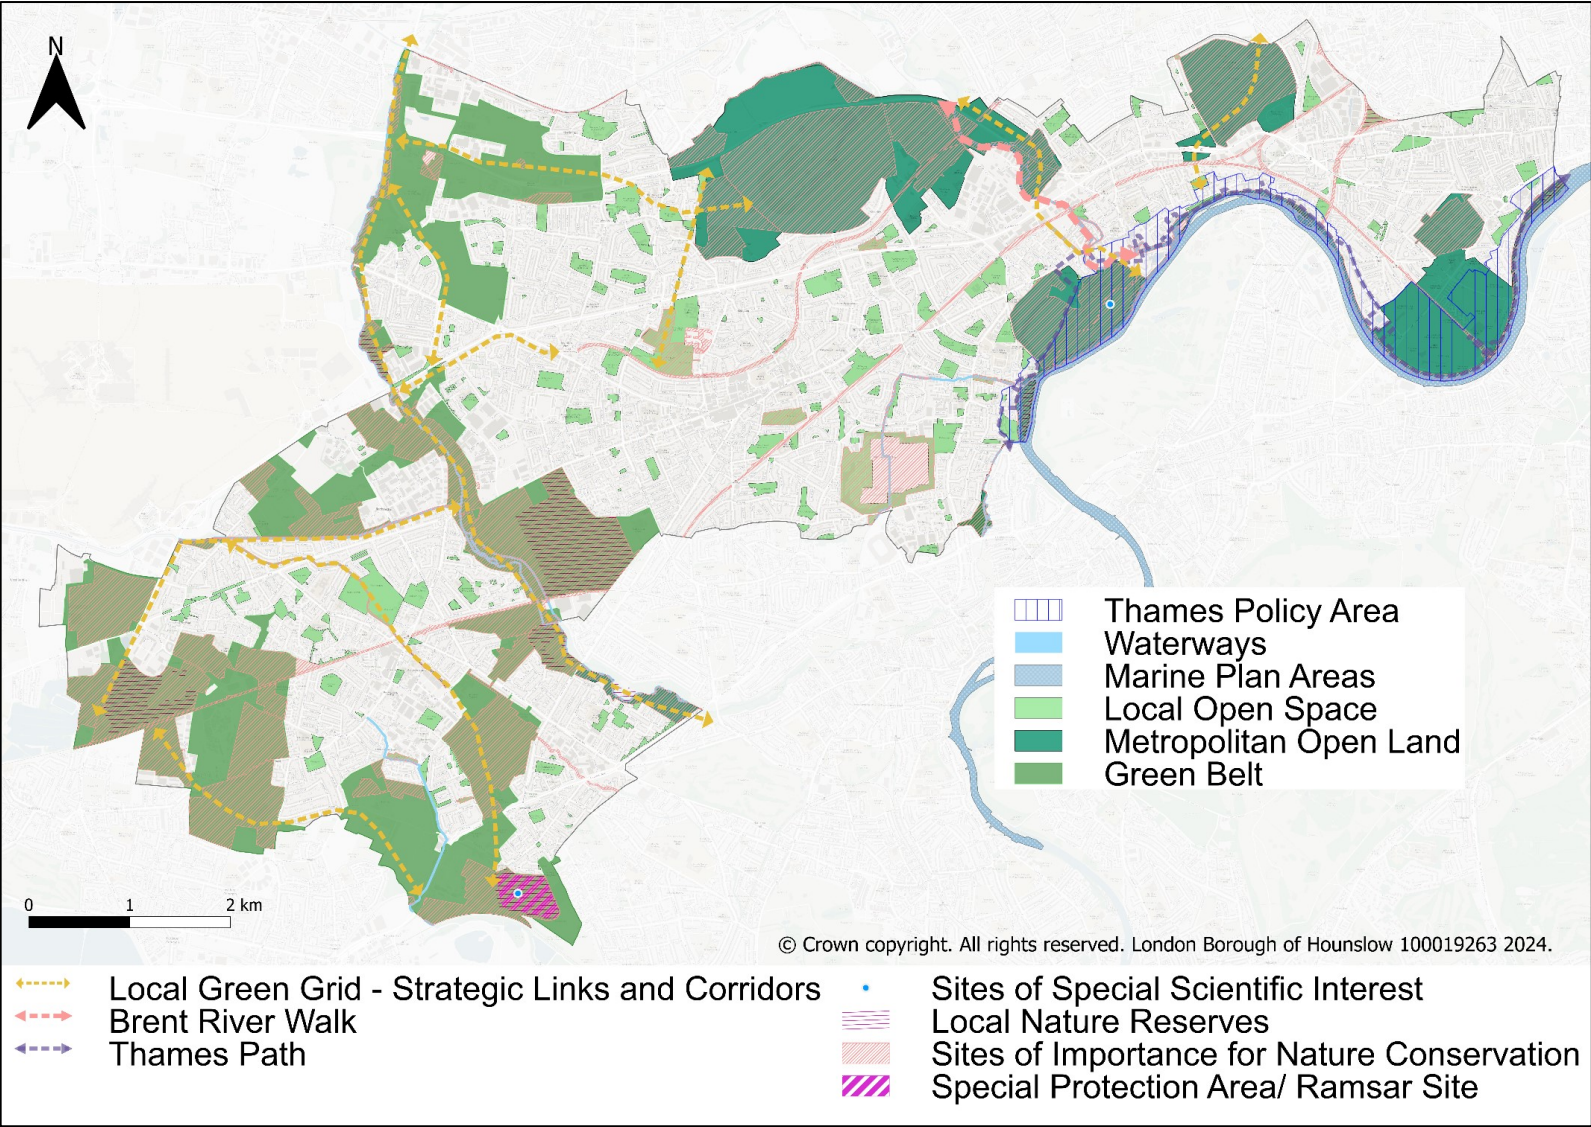 N
Thames Policy Area
Waterways
Marine Plan Areas
Local Open Space
Metropolitan Open Land
Green Belt
0 1 2 km
© Crown copyright. All rights reserved. London Borough of Hounslow 100019263 2024.
Local Green Grid - Strategic Links and Corridors
Brent River Walk
Thames Path
Sites of Special Scientific Interest
Local Nature Reserves
Sites of Importance for Nature Conservation
Special Protection Area/ Ramsar Site